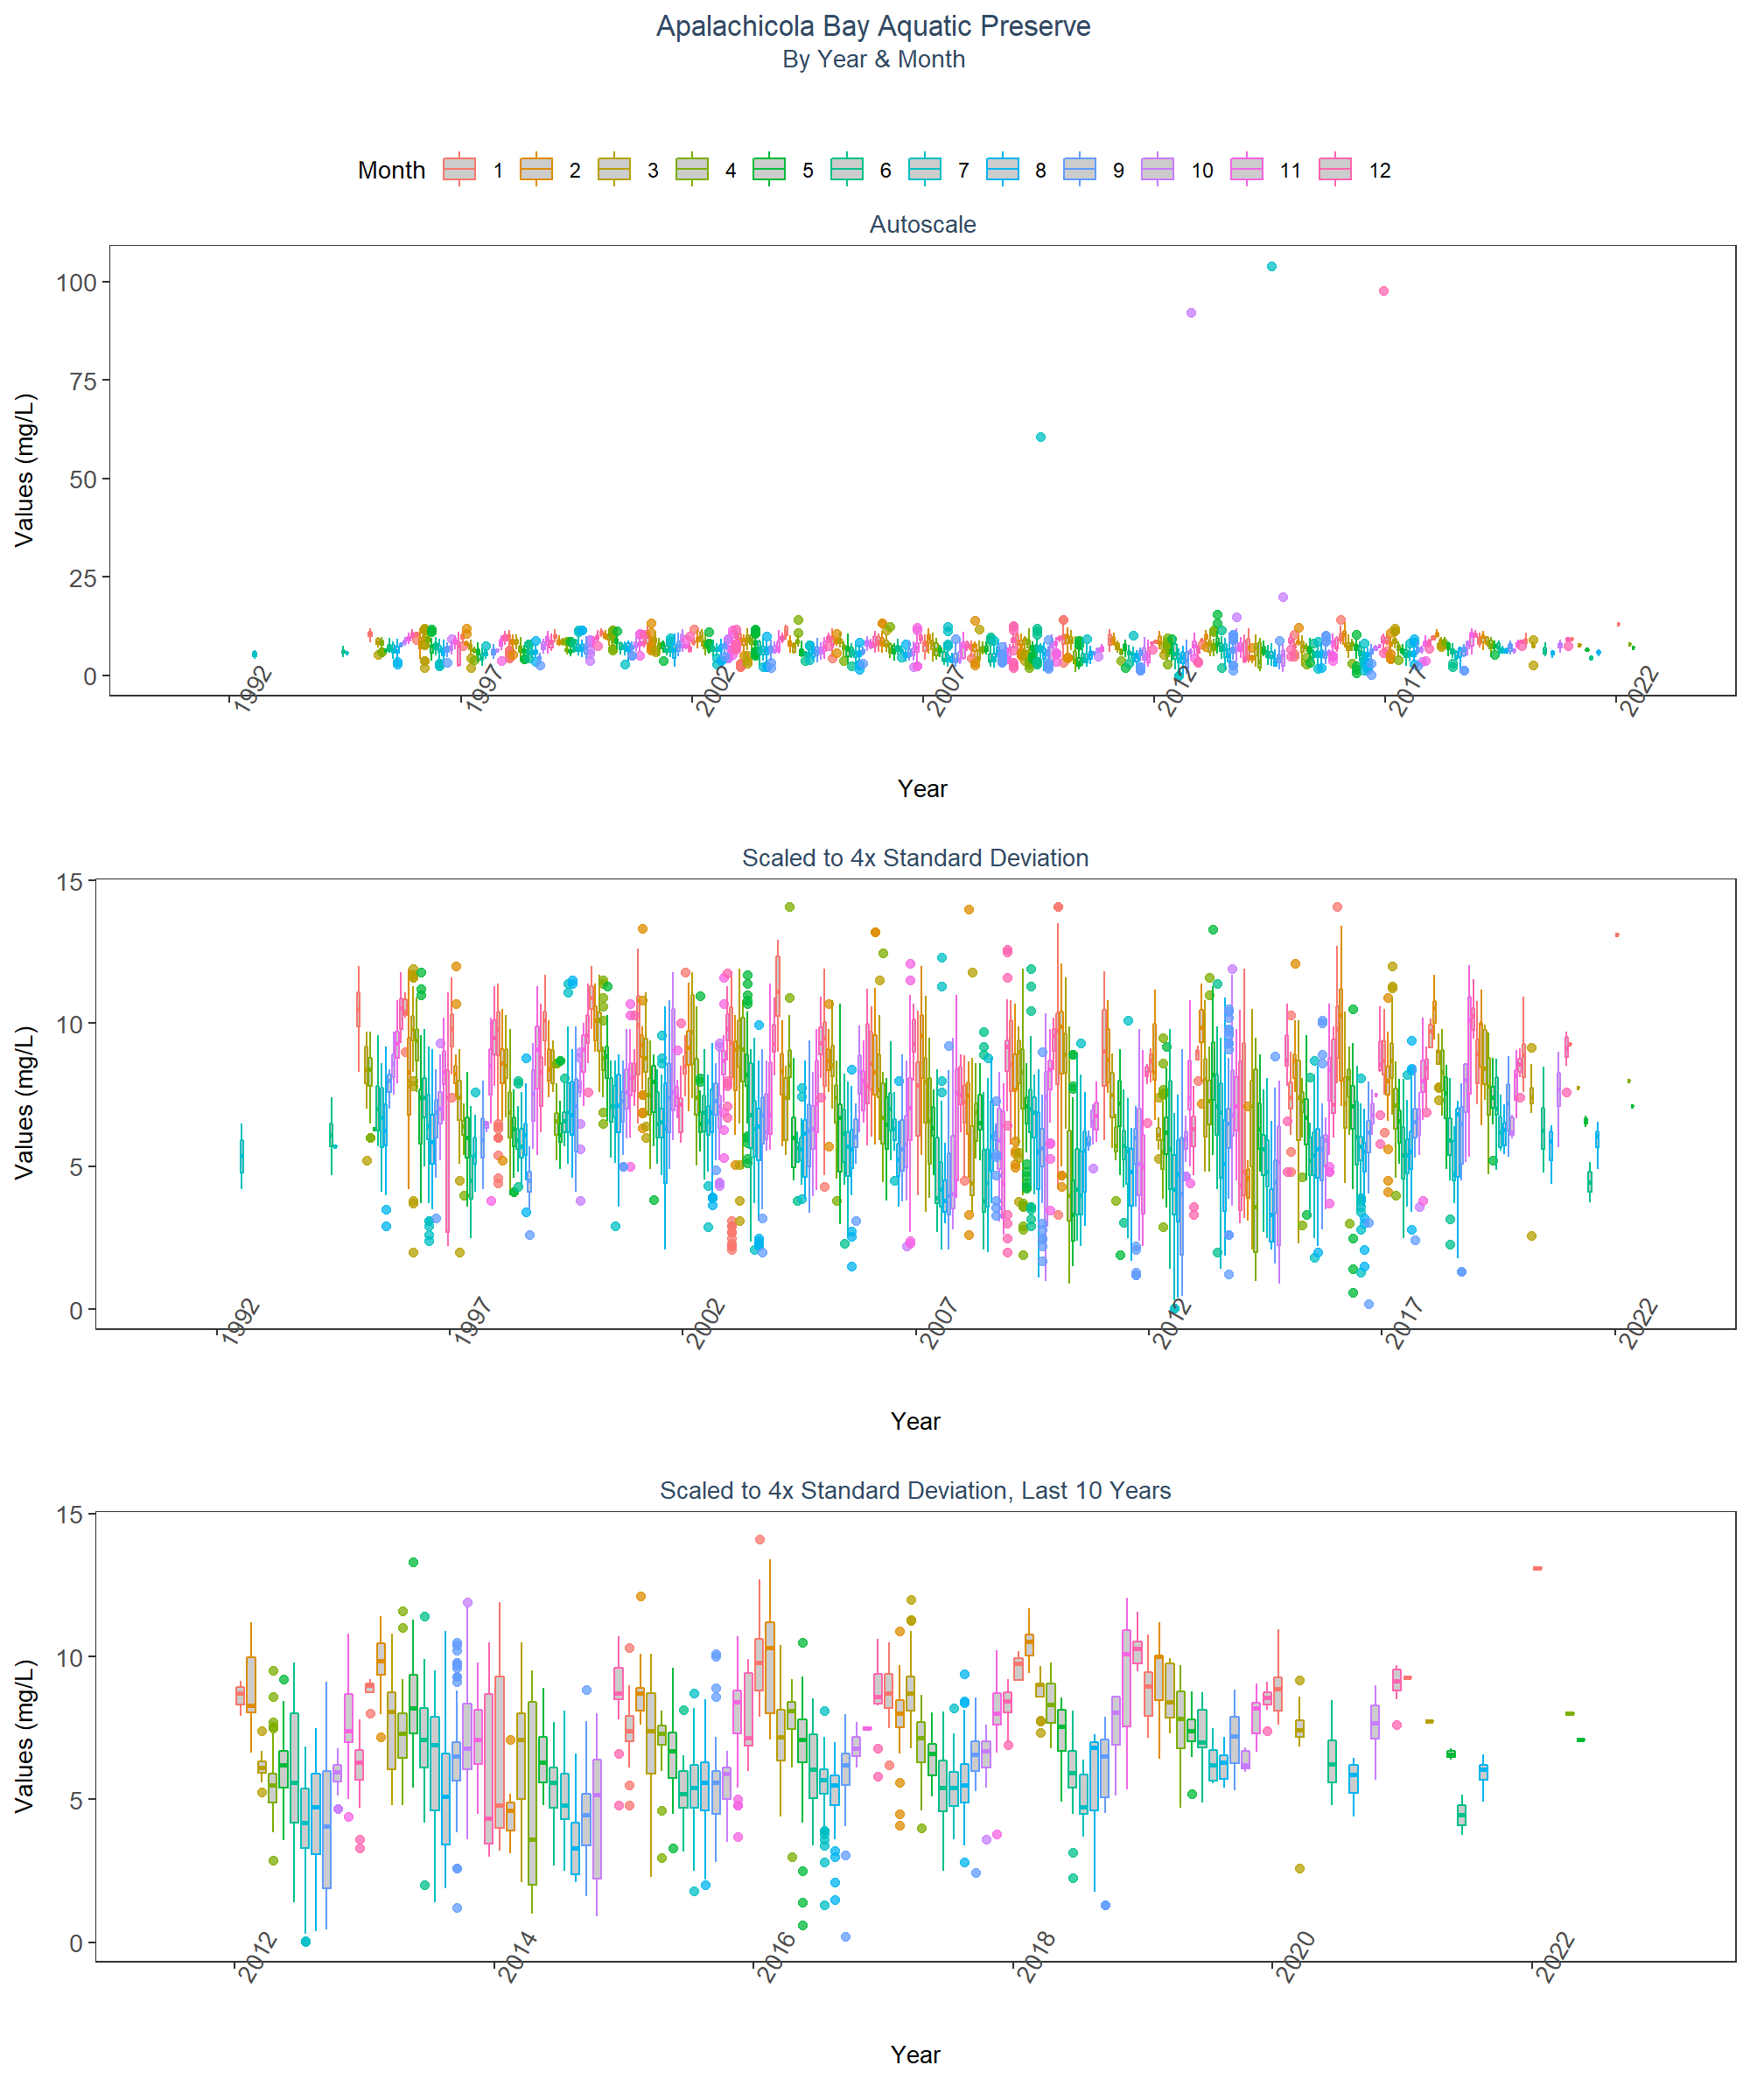 Apalachicola Bay Aquatic Preserve
By Year & Month
Month 1 2 3 4 5 6 7 8 9 10 11 12
Autoscale
100
75
50
25
0
Values (mg/L)
1992 1997 2002 2007 2012 2017 2022
Year
Scaled to 4x Standard Deviation
15
10
5
0
Values (mg/L)
1992 1997 2002 2007 2012 2017 2022
Year
Scaled to 4x Standard Deviation, Last 10 Years
15
10
5
0
Values (mg/L)
2012 2014 2016 2018 2020 2022
Year